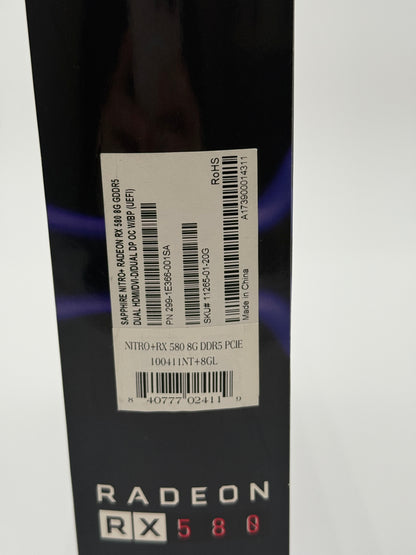 SAPPHIRE NITRO+ RADEON RX 580 8G GDDR5
DUAL HDMI/DVI-D/DUAL DP OC W/BP (UEFI)
PN 299-1E366-001SA
SKU# 11265-01-20G
RoHS
A173900014311
Made in China
NITRO+RX 580 8G DDR5 PCIE
100411NT+8GL
8 40777 02411 9
RADEON
RX 580